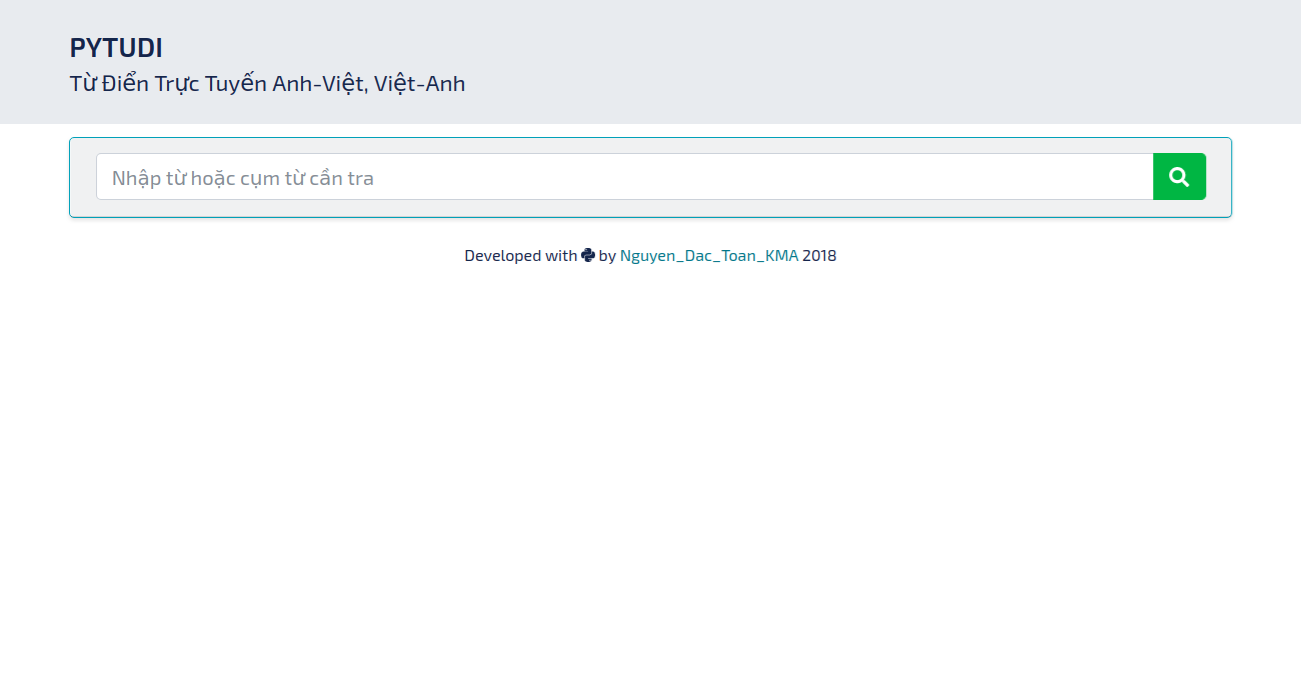 PYTUDI
Từ Điển Trực Tuyến Anh-Việt, Việt-Anh
Nhập từ hoặc cụm từ cần tra
Developed with by Nguyen_Dac_Toan_KMA 2018